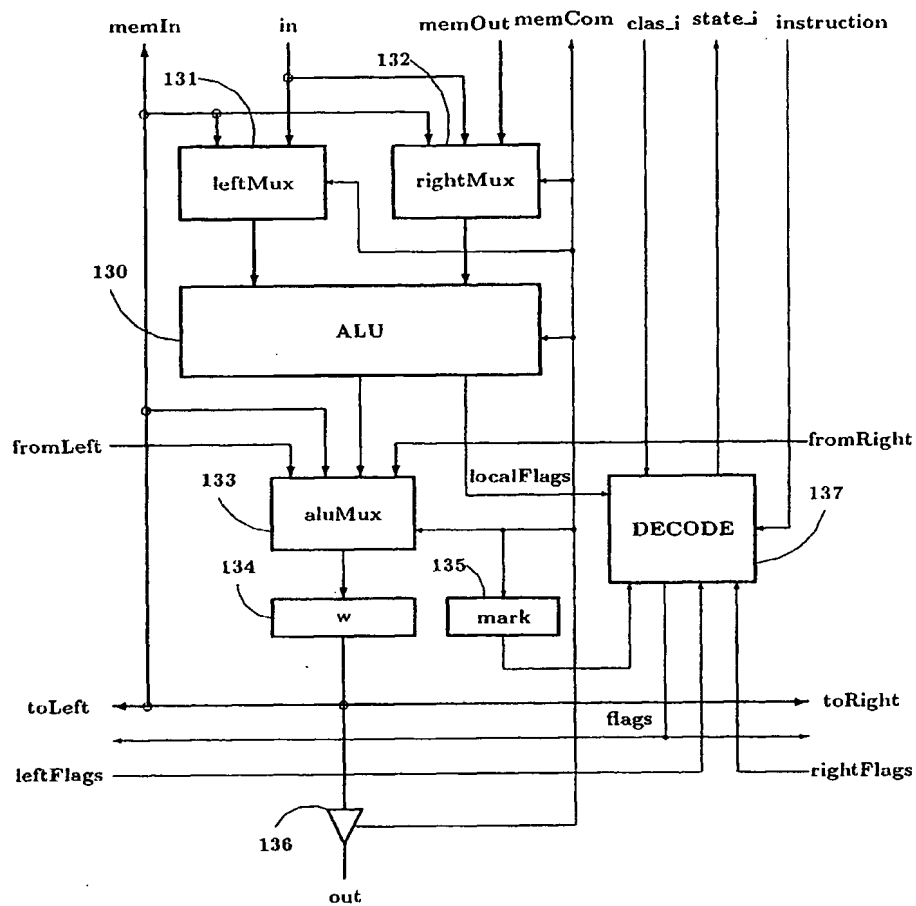 memIn in memOut memCom clas_i state_i instruction
131
132
leftMux
rightMux
130
ALU
fromLeft
fromRight
localFlags
133
137
aluMux
DECODE
134
135
w
mark
toLeft
toRight
flags
leftFlags
rightFlags
136
out